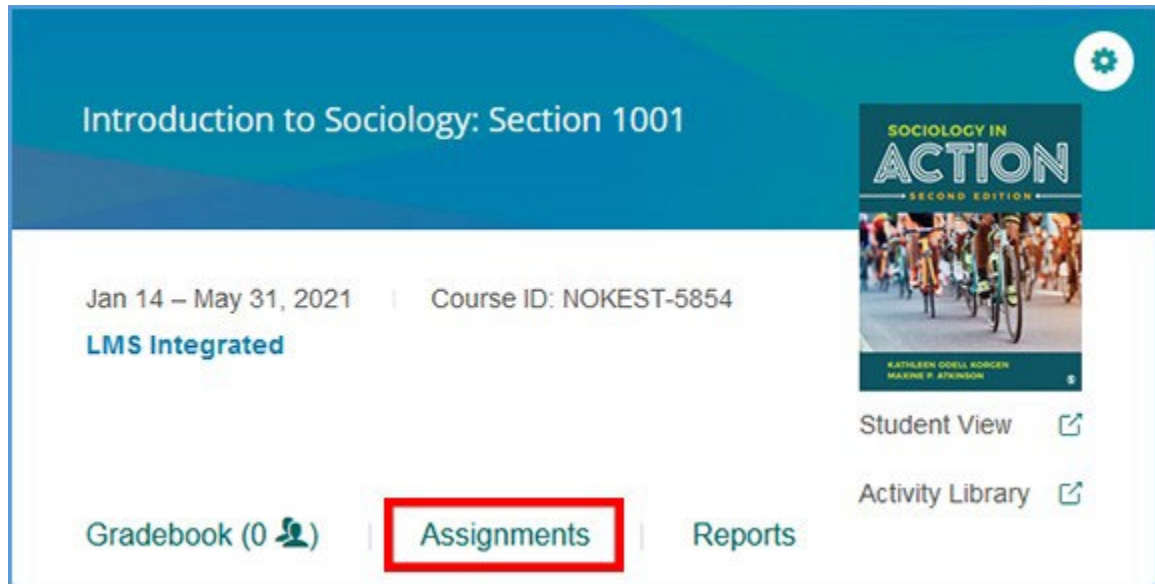 Introduction to Sociology: Section 1001
SOCIOLOGY IN
ACTION
SECOND EDITION
KATHLEEN ODELL KORGEN
MAXINE P. ATKINSON
Jan 14 – May 31, 2021
Course ID: NOKEST-5854
LMS Integrated
Student View
Activity Library
Gradebook (0 )
Assignments
Reports